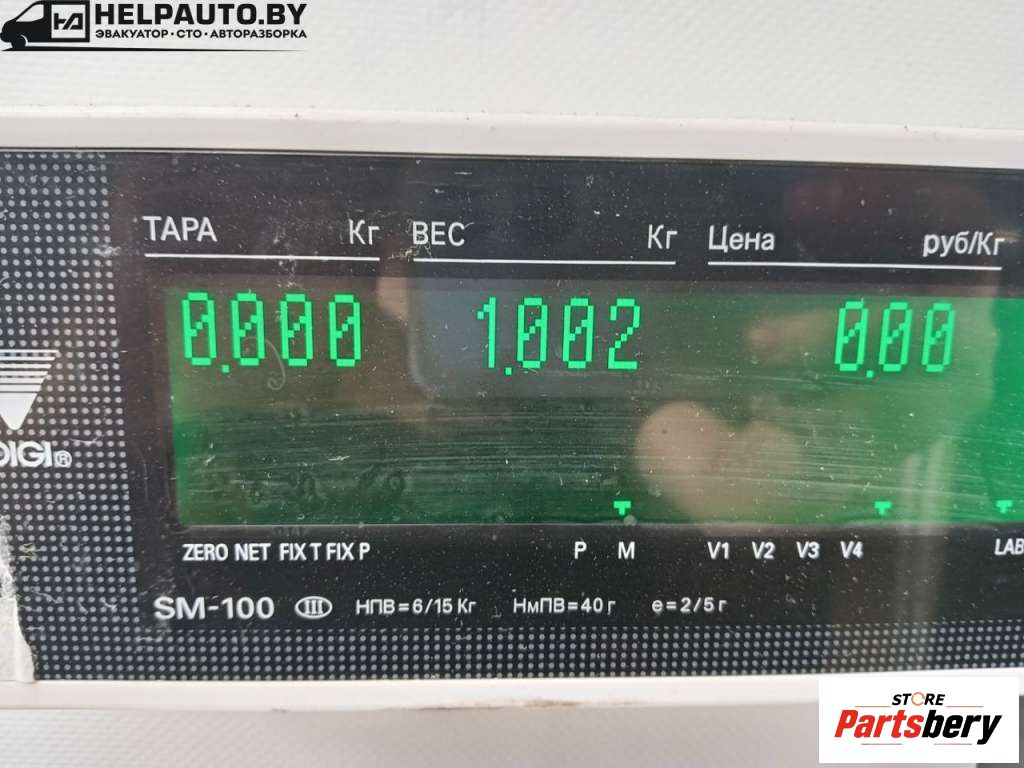 HELPAUTO.BY
ЭВАКУАТОР · СТО · АВТОРАЗБОРКА
ТАРА Кг ВЕС Кг Цена руб/Кг
0.000 1.002 0.00
DIGI®
ZERO NET FIX T FIX P P M V1 V2 V3 V4 LAB
SM-100 III НПВ=6/15 Кг НмПВ=40 г е=2/5 г
STORE
Partsbery